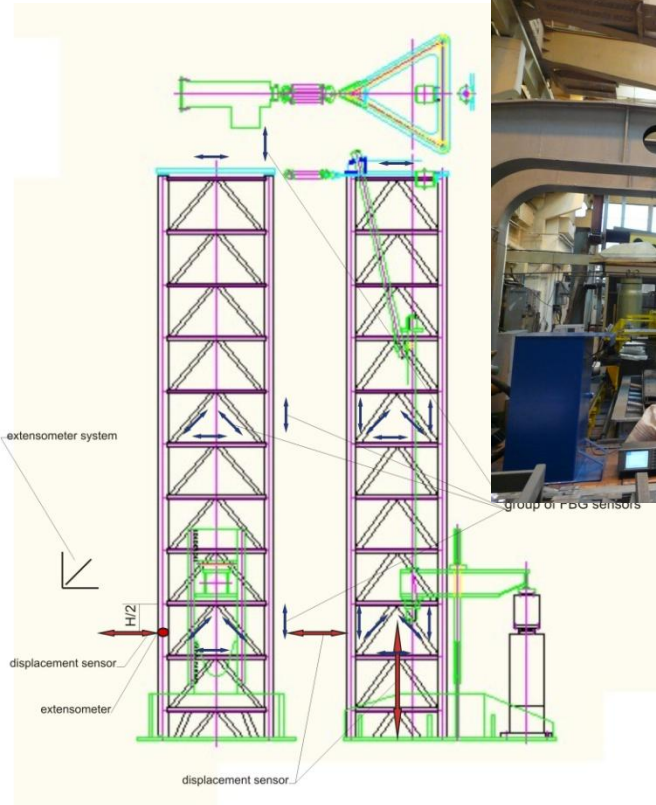 extensometer system
group of FBG sensors
H/2
displacement sensor
extensometer
displacement sensor